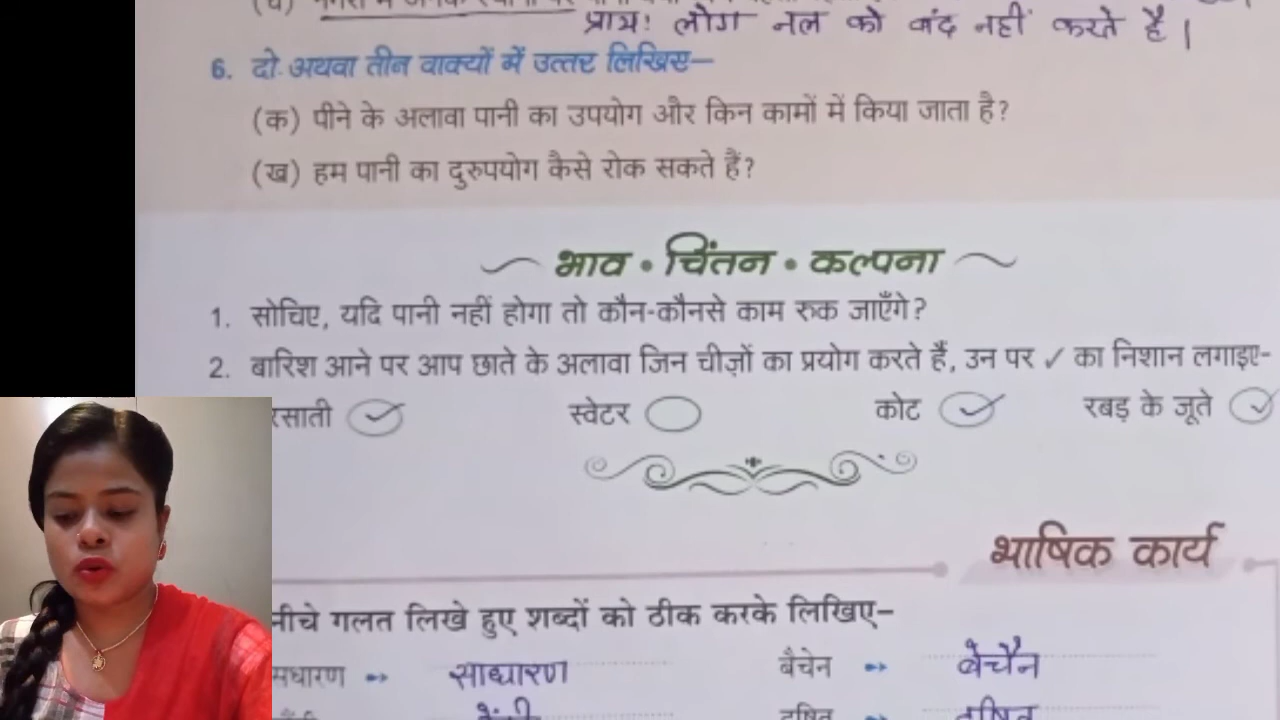 प्रायः लोग नल को बंद नहीं करते है।
6. दो अथवा तीन वाक्यों में उत्तर लिखिए–
(क) पीने के अलावा पानी का उपयोग और किन कामों में किया जाता है?
(ख) हम पानी का दुरुपयोग कैसे रोक सकते हैं?
भाव • चिंतन • कल्पना
1. सोचिए, यदि पानी नहीं होगा तो कौन-कौनसे काम रुक जाएँगे?
2. बारिश आने पर आप छाते के अलावा जिन चीज़ों का प्रयोग करते हैं, उन पर ✓ का निशान लगाइए-
रसाती ✓ स्वेटर कोट ✓ रबड़ के जूते ✓
भाषिक कार्य
नीचे गलत लिखे हुए शब्दों को ठीक करके लिखिए–
सधारण ➻ साधारण बैचेन ➻ बेचैन